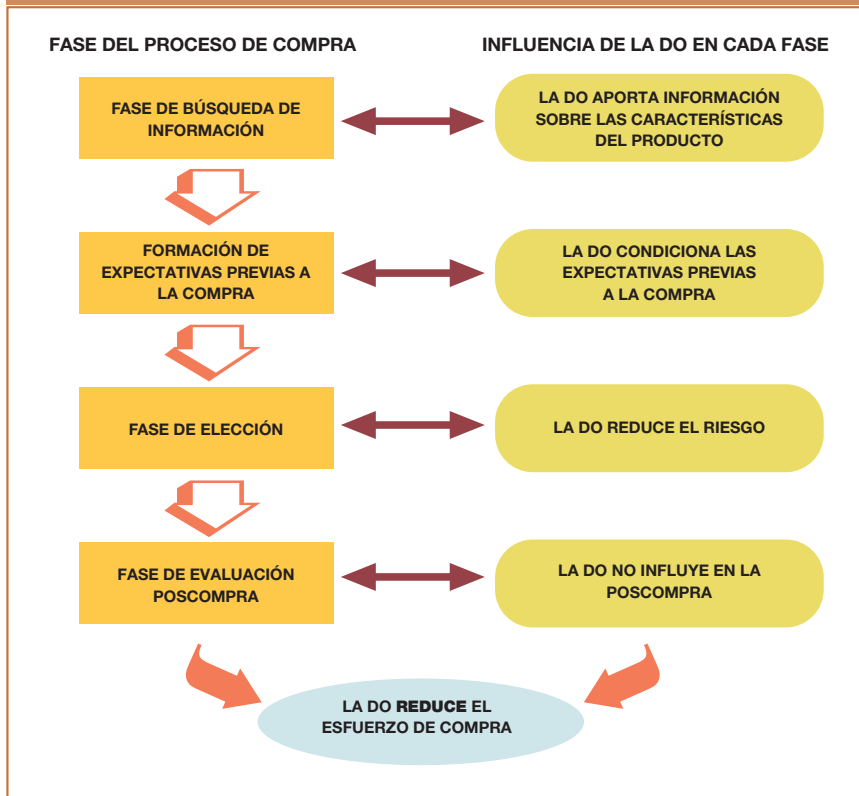 FASE DEL PROCESO DE COMPRA
INFLUENCIA DE LA DO EN CADA FASE
FASE DE BÚSQUEDA DE
INFORMACIÓN
LA DO APORTA INFORMACIÓN
SOBRE LAS CARACTERÍSTICAS
DEL PRODUCTO
FORMACIÓN DE
EXPECTATIVAS PREVIAS A
LA COMPRA
LA DO CONDICIONA LAS
EXPECTATIVAS PREVIAS
A LA COMPRA
FASE DE ELECCIÓN
LA DO REDUCE EL RIESGO
FASE DE EVALUACIÓN
POSCOMPRA
LA DO NO INFLUYE EN LA
POSCOMPRA
LA DO REDUCE EL
ESFUERZO DE COMPRA